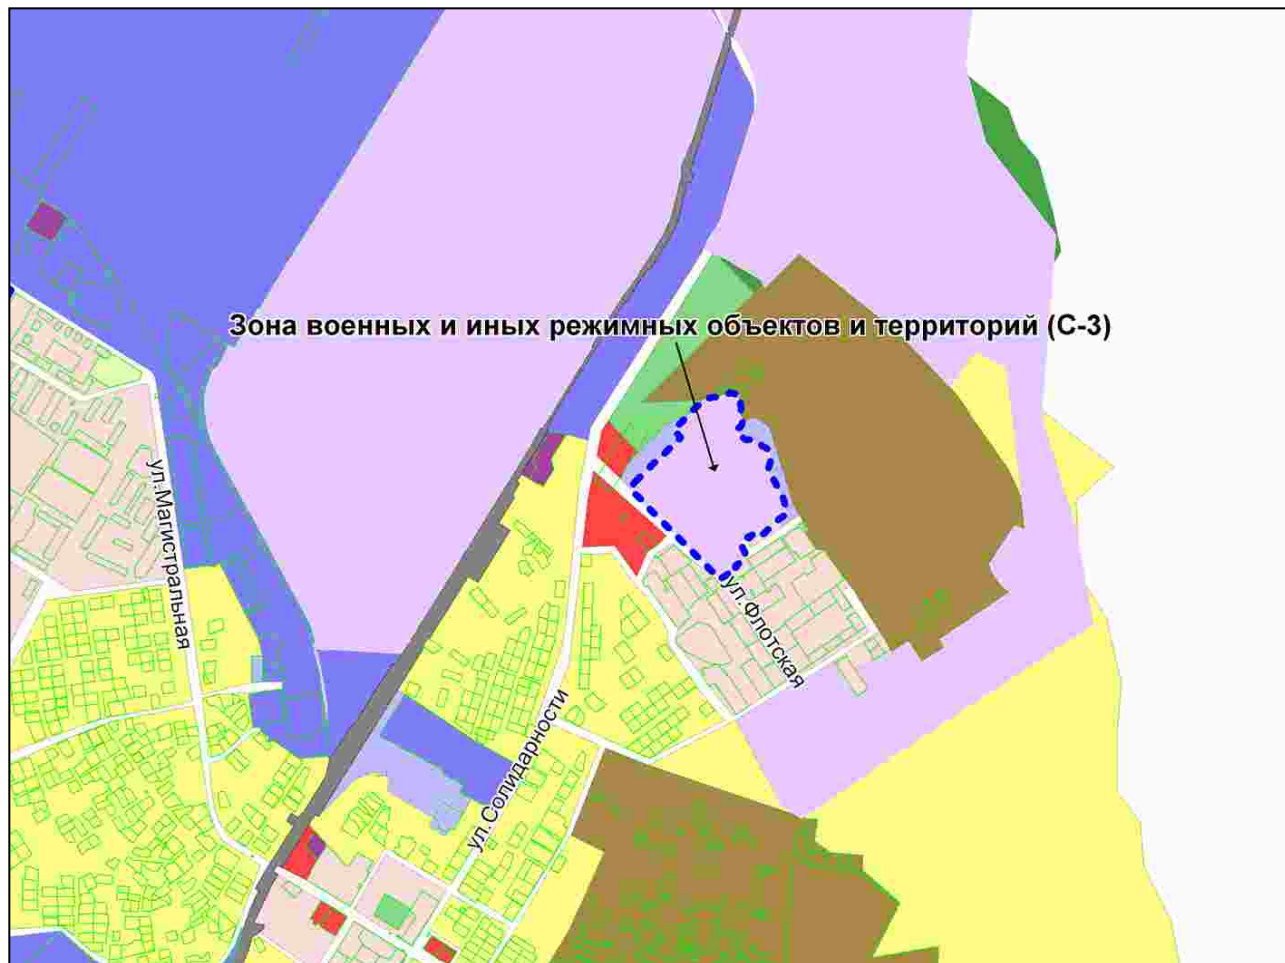 Зона военных и иных режимных объектов и территорий (С-3)
ул.Магистральная
ул.Флотская
ул.Солидарности